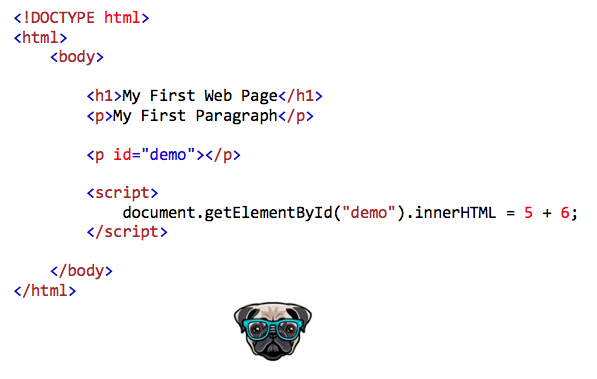 <!DOCTYPE html>
<html>
<body>
<h1>My First Web Page</h1>
<p>My First Paragraph</p>
<p id="demo"></p>
<script>
document.getElementById("demo").innerHTML = 5 + 6;
</script>
</body>
</html>